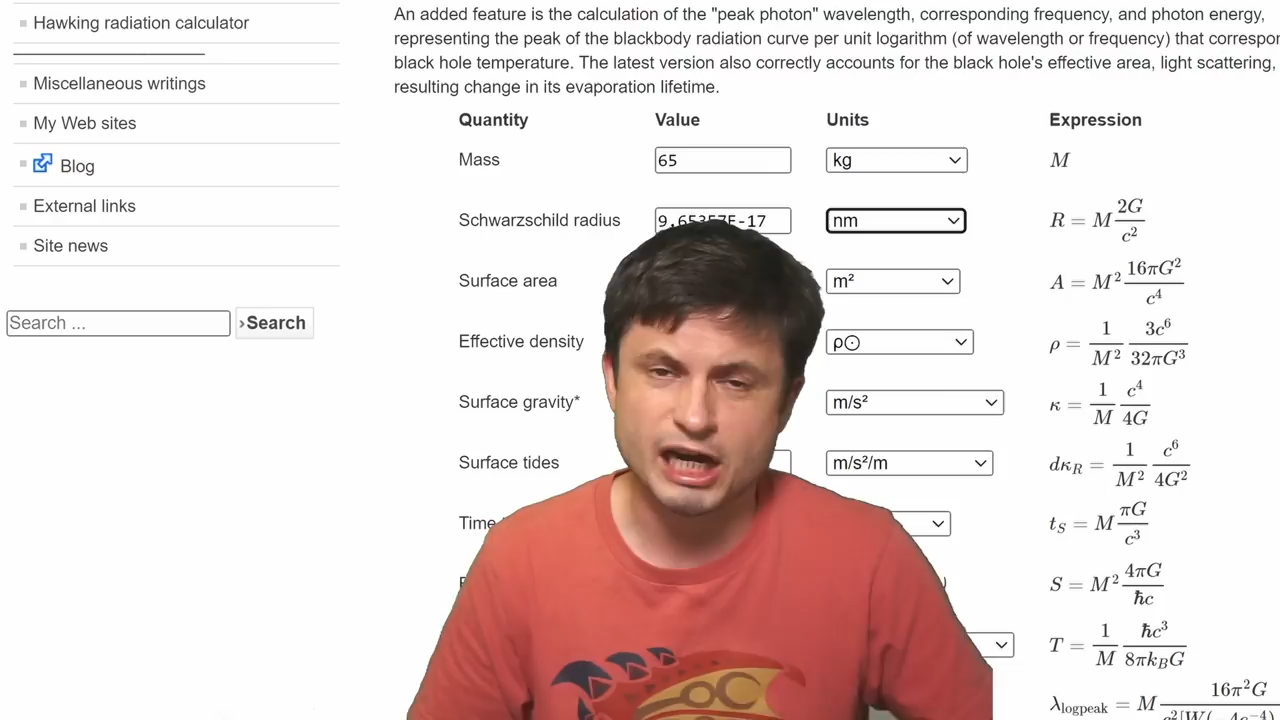 Hawking radiation calculator
Miscellaneous writings
My Web sites
Blog
External links
Site news
Search ...
›Search
An added feature is the calculation of the "peak photon" wavelength, corresponding frequency, and photon energy,
representing the peak of the blackbody radiation curve per unit logarithm (of wavelength or frequency) that
black hole temperature. The latest version also correctly accounts for the black hole's effective area, light scattering,
resulting change in its evaporation lifetime.
Quantity Value Units Expression
Mass 65 kg M
Schwarzschild radius nm R = M 2G/c²
Surface area m² A = M² 16πG²/c⁴
Effective density ρ⊙ ρ = 1/M² 3c⁶/32πG³
Surface gravity* m/s² κ = 1/M c⁴/4G
Surface tides m/s²/m dκ_R = 1/M² c⁶/4G²
Time t_S = M πG/c³
S = M² 4πG/ħc
T = 1/M ħc³/8πk_BG
λ_logpeak = M 16π²G